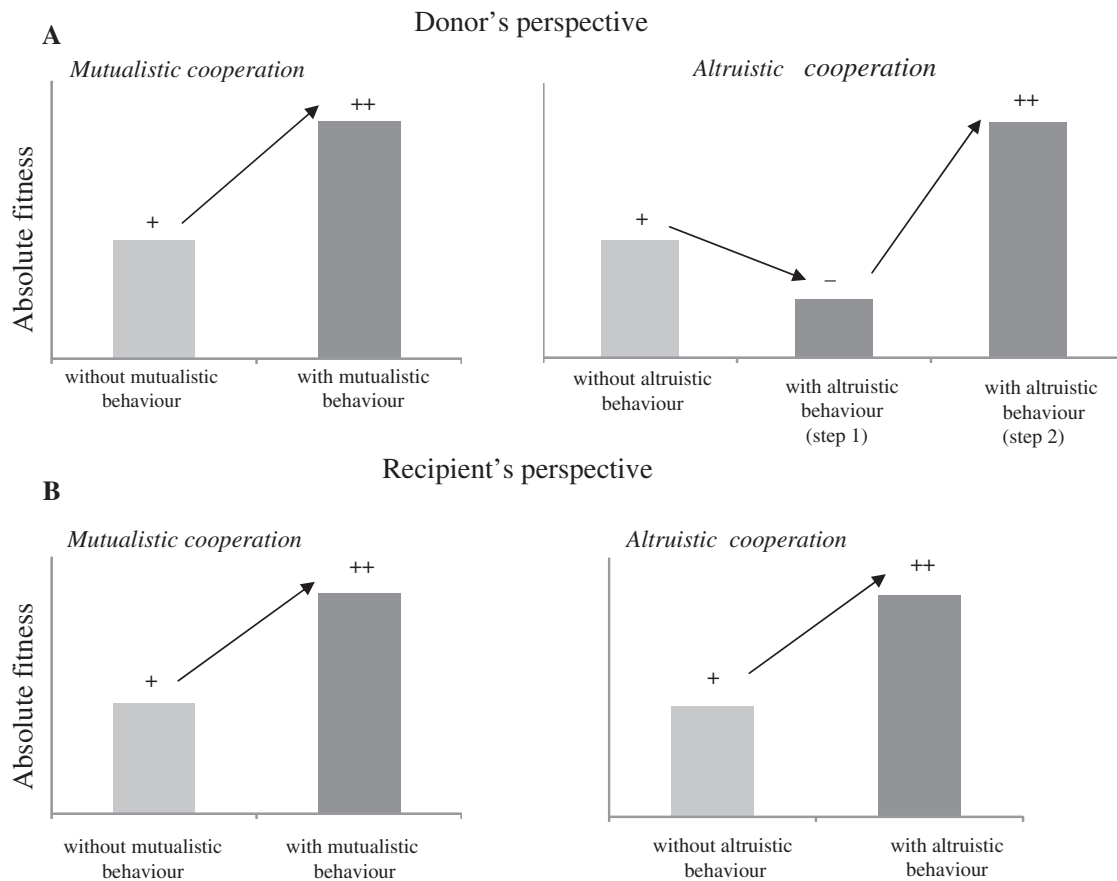 Donor's perspective
A
Mutualistic cooperation
Altruistic cooperation
Absolute fitness
+
++
+
–
++
without mutualistic
behaviour
with mutualistic
behaviour
without altruistic
behaviour
with altruistic
behaviour
(step 1)
with altruistic
behaviour
(step 2)
Recipient's perspective
B
Mutualistic cooperation
Altruistic cooperation
Absolute fitness
+
++
+
++
without mutualistic
behaviour
with mutualistic
behaviour
without altruistic
behaviour
with altruistic
behaviour